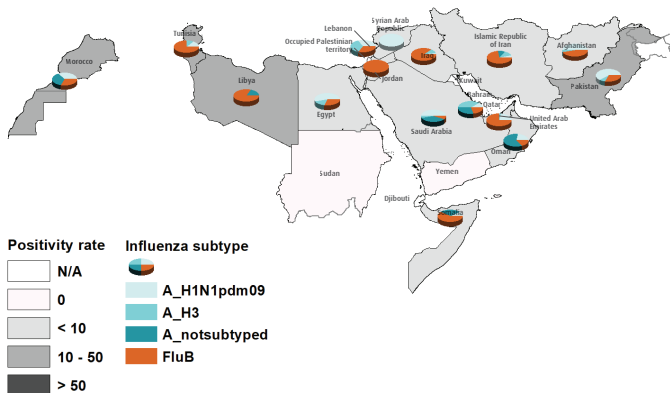 Tunisia
Lebanon
Syrian Arab
Republic
Occupied Palestinian
Territory
Iraq
Islamic Republic
of Iran
Afghanistan
Morocco
Libya
Jordan
Kuwait
Pakistan
Egypt
Bahrain
Qatar
Saudi Arabia
United Arab
Emirates
Oman
Sudan
Yemen
Djibouti
Somalia
Positivity rate
N/A
0
< 10
10 - 50
> 50
Influenza subtype
A_H1N1pdm09
A_H3
A_notsubtyped
FluB